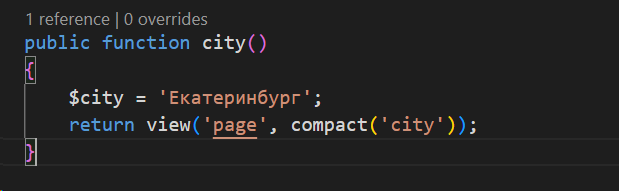 1 reference | 0 overrides
public function city()
{
$city = 'Екатеринбург';
return view('page', compact('city'));
}